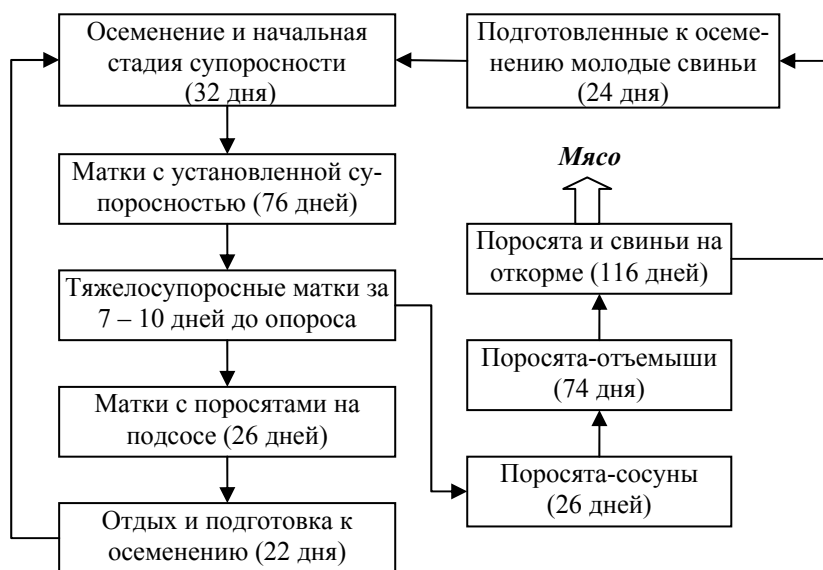 Осеменение и начальная
стадия супоросности
(32 дня)
Подготовленные к осеме-
нению молодые свиньи
(24 дня)
Матки с установленной су-
поросностью (76 дней)
Мясо
Поросята и свиньи на
откорме (116 дней)
Тяжелосупоросные матки за
7 – 10 дней до опороса
Поросята-отъемыши
(74 дня)
Матки с поросятами на
подсосе (26 дней)
Поросята-сосуны
(26 дней)
Отдых и подготовка к
осеменению (22 дня)